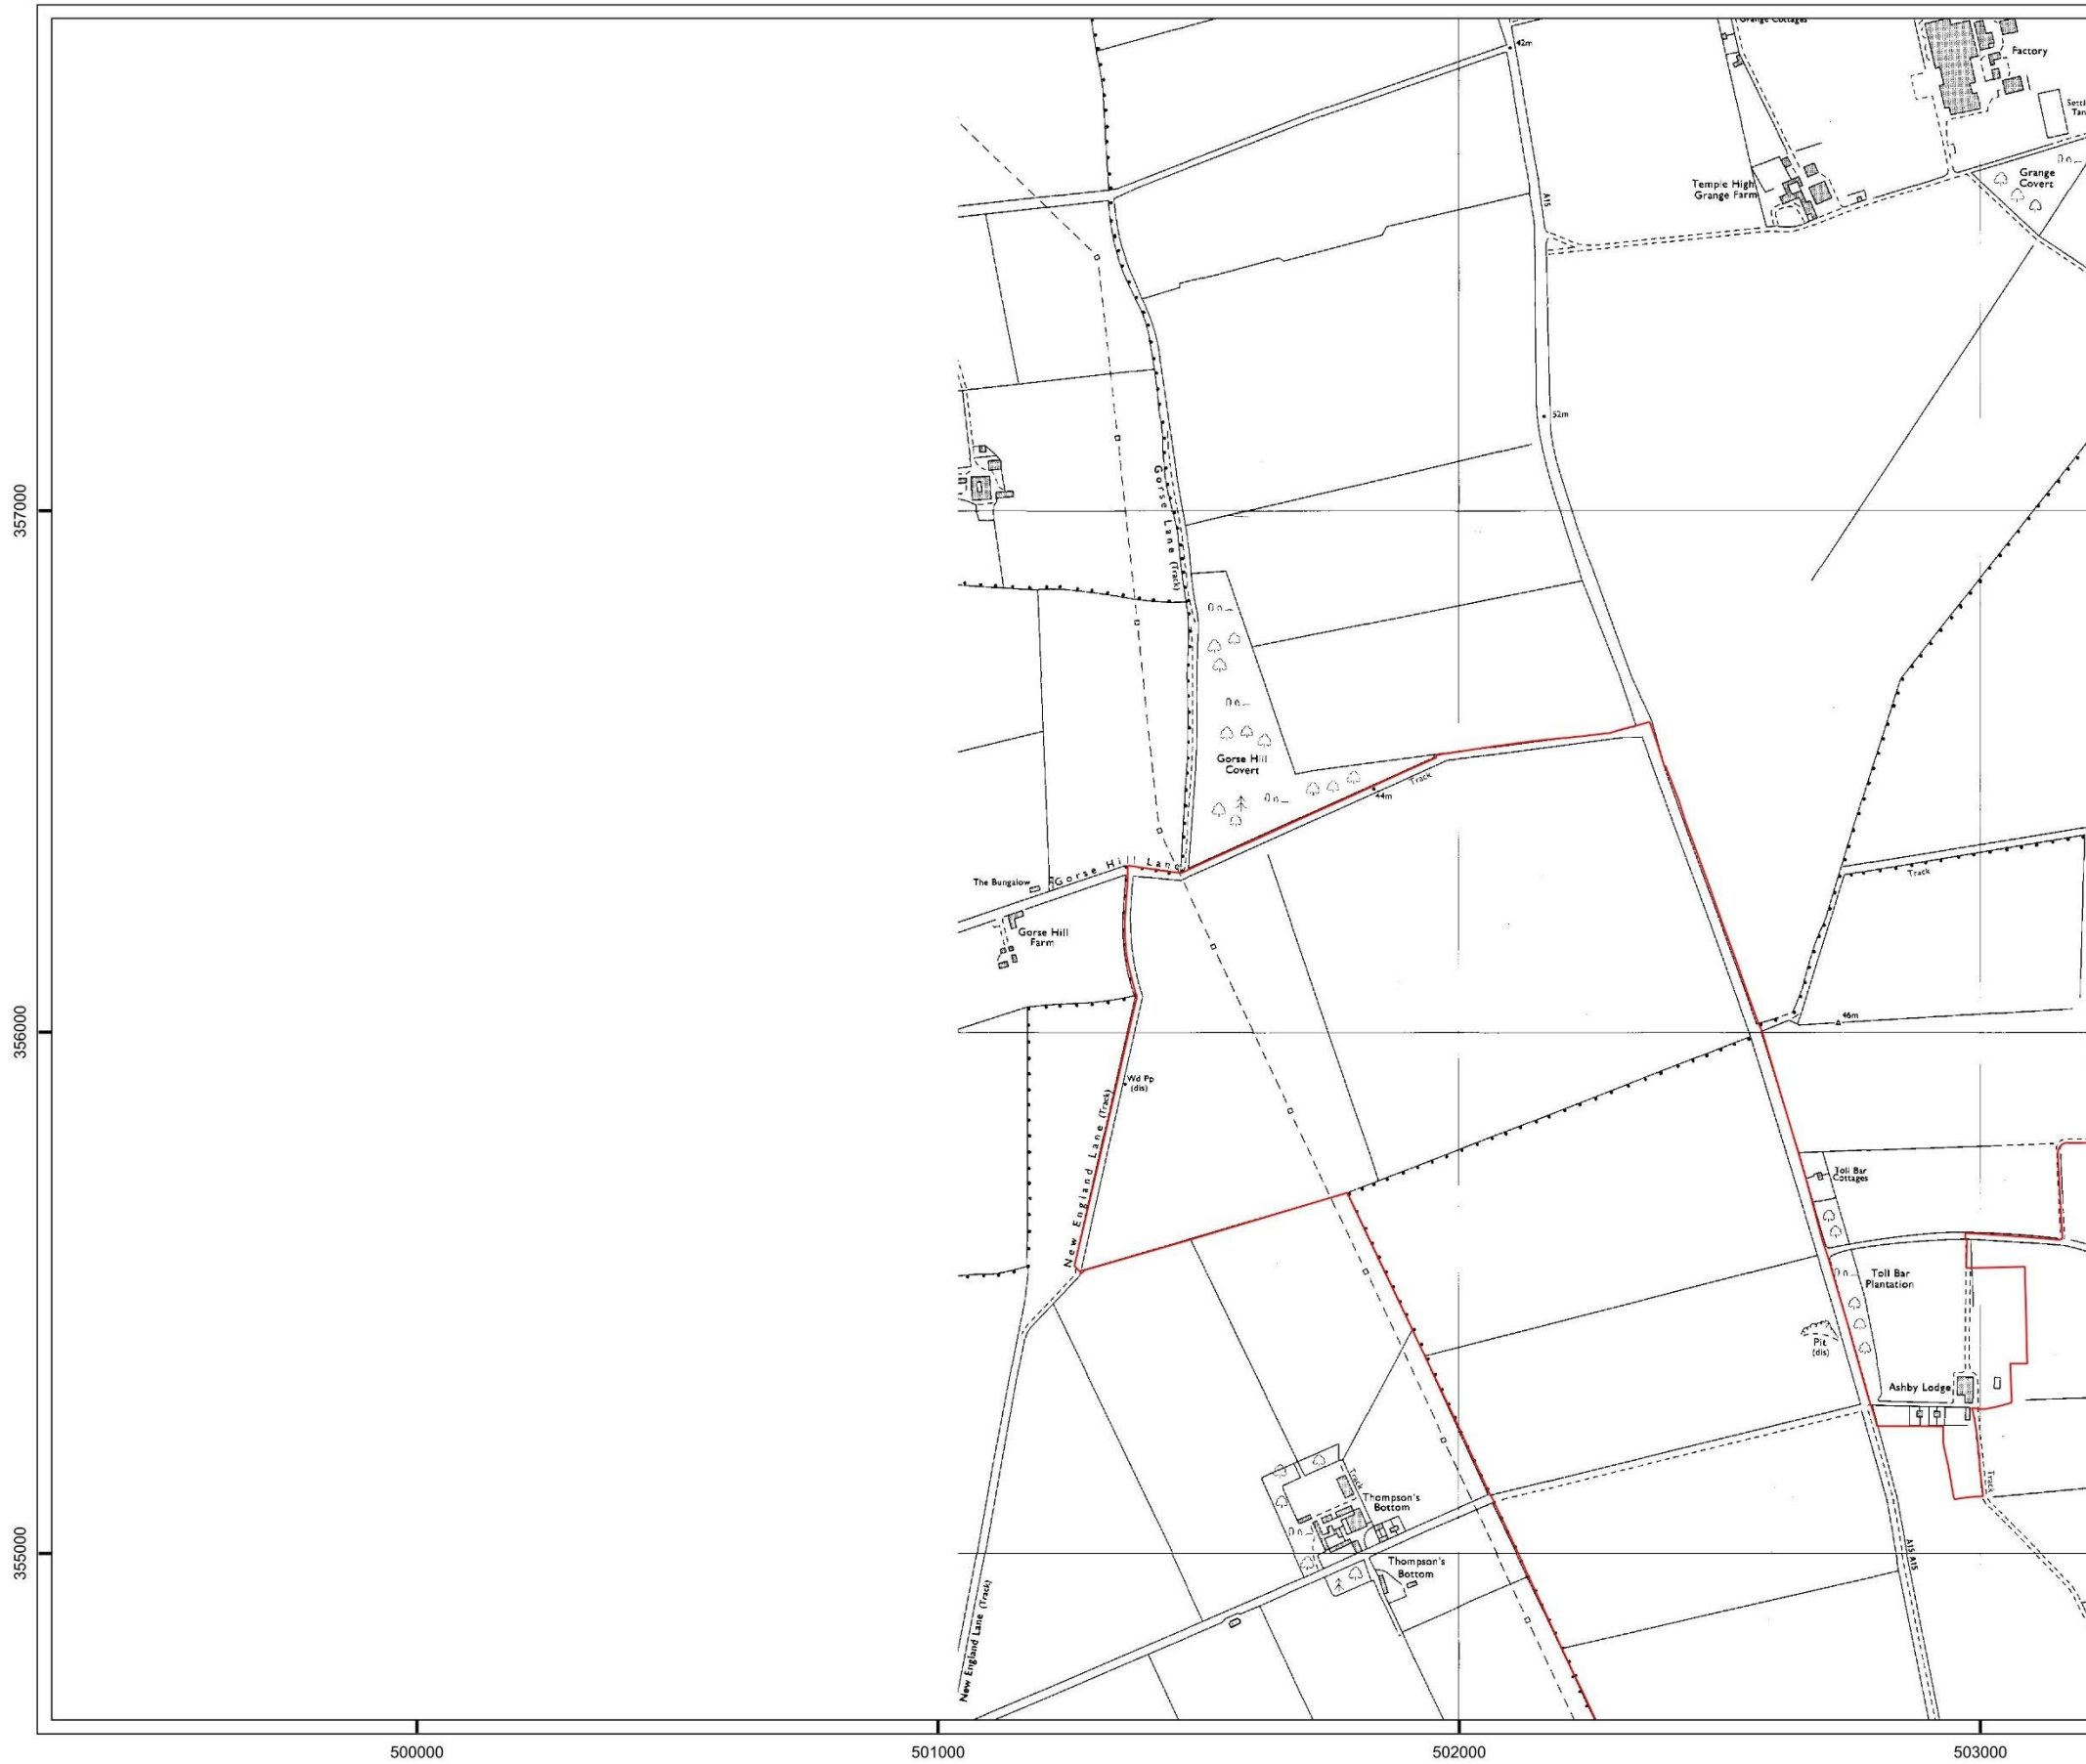 Grange Cottages
42m
Factory
Grange
Covert
Temple High
Grange Farm
A15
52m
357000
Gorse Lane (Track)
Gorse Hill
Covert
Track
44m
Gorse Hill Lane
The Bungalow
Gorse Hill
Farm
Track
46m
356000
Wd Pp
(dis)
New England Lane (Track)
Toll Bar
Cottages
Toll Bar
Plantation
Pit
(dis)
Ashby Lodge
Track
Track
Thompson's
Bottom
Thompson's
Bottom
355000
A15 A15
New England Lane (Track)
500000
501000
502000
503000